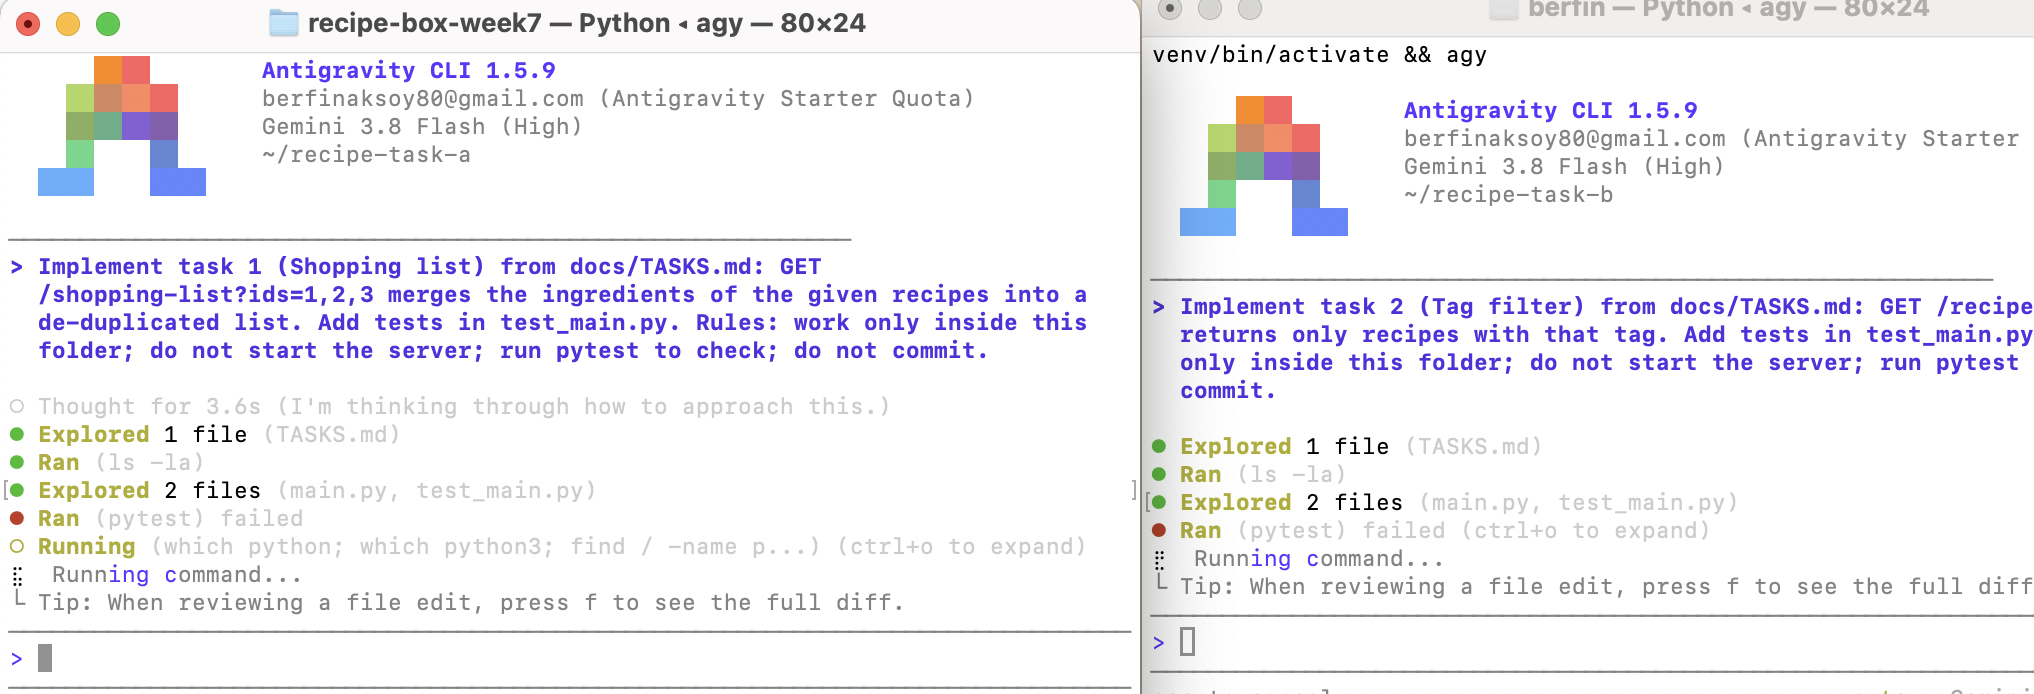 recipe-box-week7 — Python ◂ agy — 80×24
Antigravity CLI 1.5.9
berfinaksoy80@gmail.com (Antigravity Starter Quota)
Gemini 3.8 Flash (High)
~/recipe-task-a
> Implement task 1 (Shopping list) from docs/TASKS.md: GET
/shopping-list?ids=1,2,3 merges the ingredients of the given recipes into a
de-duplicated list. Add tests in test_main.py. Rules: work only inside this
folder; do not start the server; run pytest to check; do not commit.
Thought for 3.6s (I'm thinking through how to approach this.)
Explored 1 file (TASKS.md)
Ran (ls -la)
Explored 2 files (main.py, test_main.py)
Ran (pytest) failed
Running (which python; which python3; find / -name p...) (ctrl+o to expand)
Running command...
Tip: When reviewing a file edit, press f to see the full diff.
>
berfin — Python ◂ agy — 80×24
venv/bin/activate && agy
Antigravity CLI 1.5.9
berfinaksoy80@gmail.com (Antigravity Starter
Gemini 3.8 Flash (High)
~/recipe-task-b
> Implement task 2 (Tag filter) from docs/TASKS.md: GET /recipe
returns only recipes with that tag. Add tests in test_main.py
only inside this folder; do not start the server; run pytest
commit.
Explored 1 file (TASKS.md)
Ran (ls -la)
Explored 2 files (main.py, test_main.py)
Ran (pytest) failed (ctrl+o to expand)
Running command...
Tip: When reviewing a file edit, press f to see the full diff
>